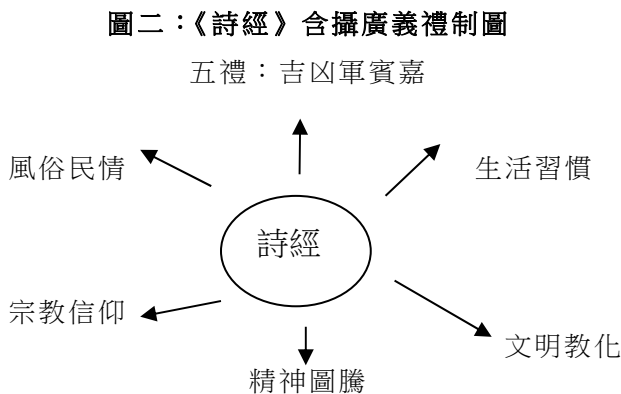 圖二：《詩經》含攝廣義禮制圖
五禮：吉凶軍賓嘉
風俗民情
生活習慣
詩經
宗教信仰
文明教化
精神圖騰